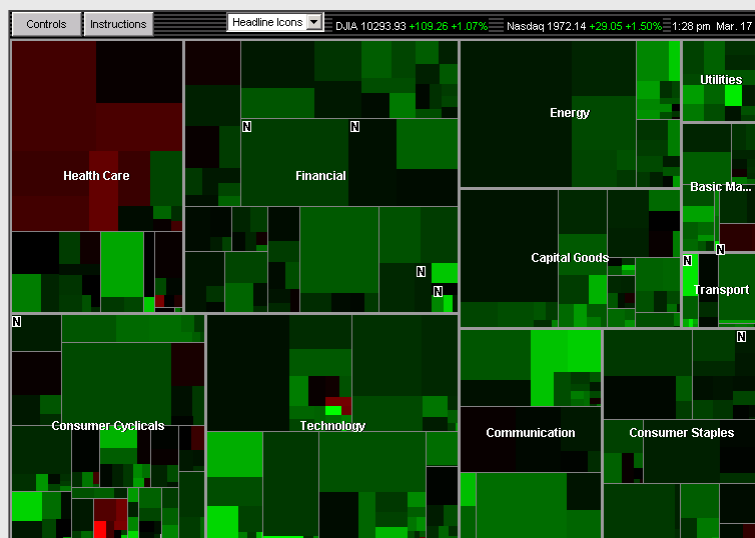 Controls Instructions Headline Icons DJIA 10293.93 +109.26 +1.07% Nasdaq 1972.14 +29.05 +1.50% 1:28 pm Mar. 17
Utilities
Energy
N N
Health Care Financial Basic Ma...
N
Capital Goods
N
N
Transport
N
N
N
Consumer Cyclicals Technology Communication Consumer Staples